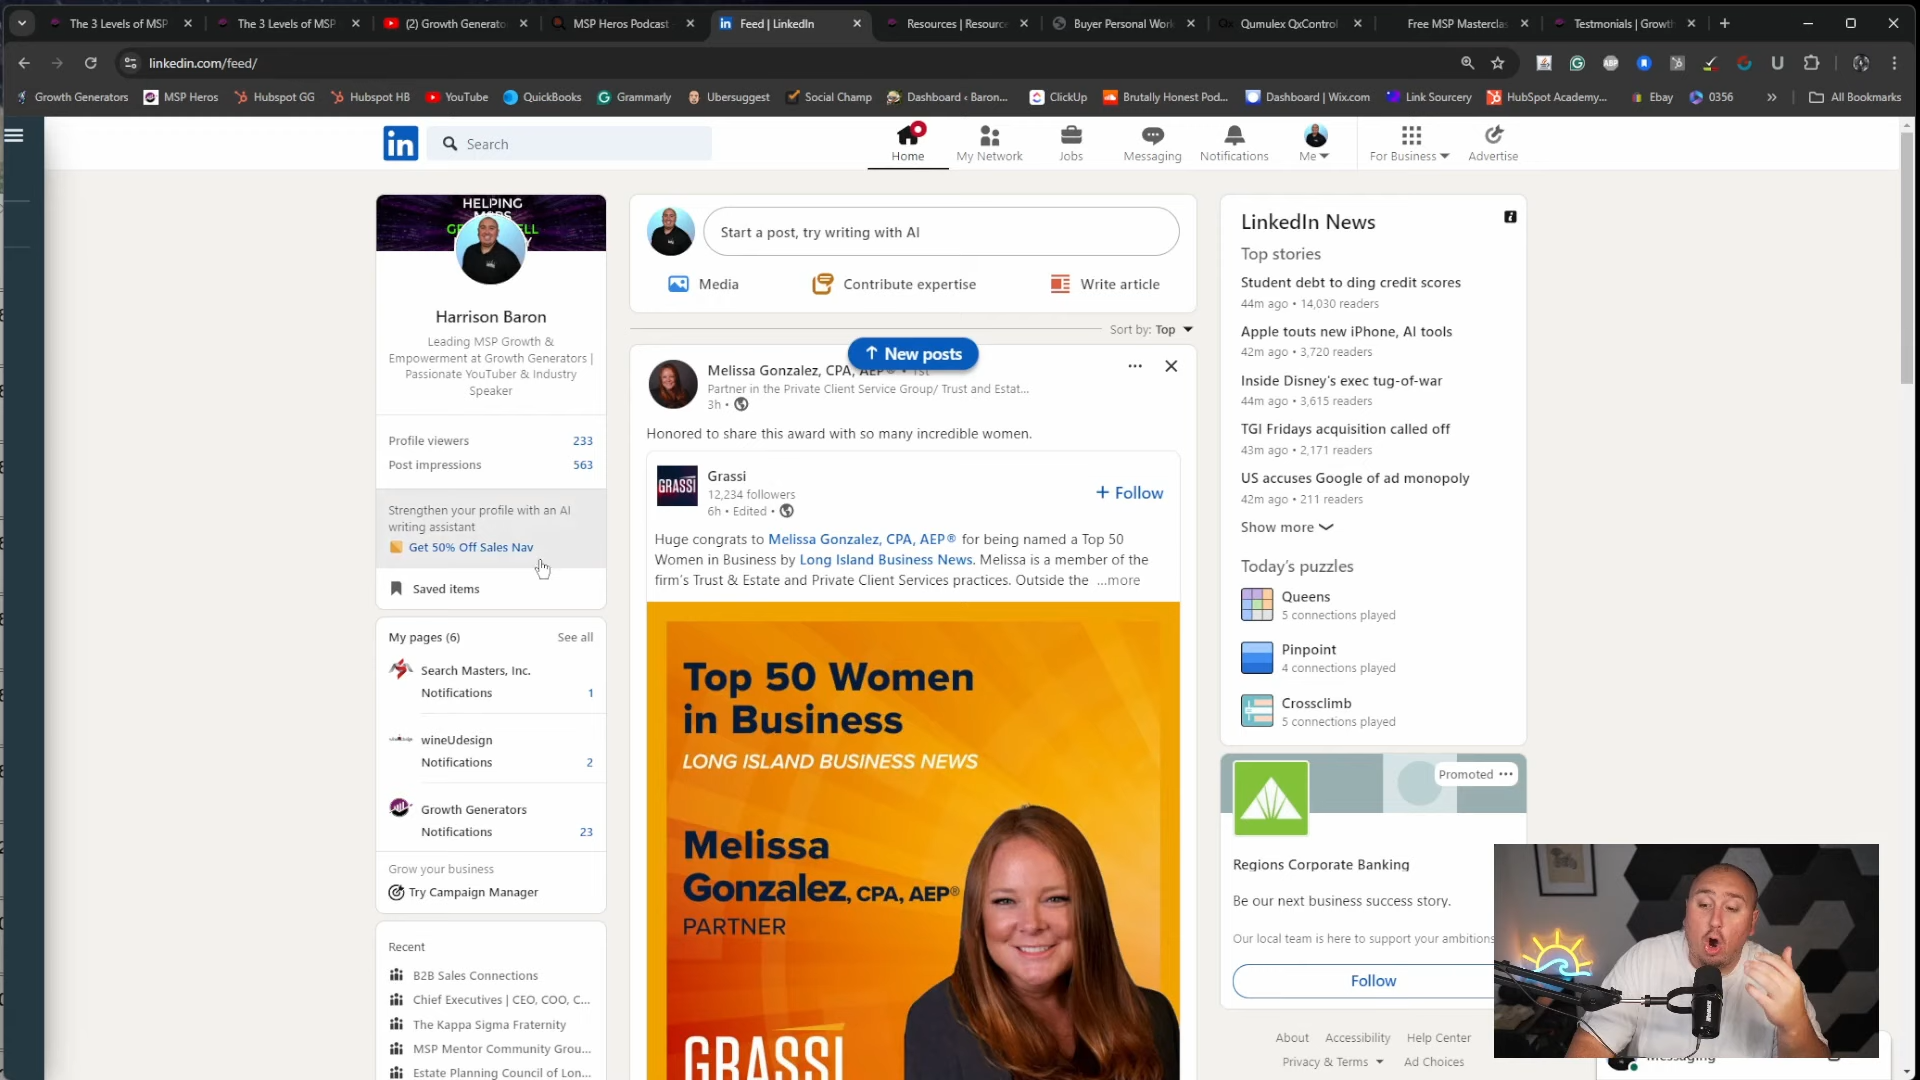 The 3 Levels of MSP
The 3 Levels of MSP
(2) Growth Generato
MSP Heros Podcast
Feed | LinkedIn
Resources | Resourc
Buyer Personal Wor
Qumulex QxControl
Free MSP Masterclas
Testimonials | Growt
linkedin.com/feed/
Growth Generators
MSP Heros
Hubspot GG
Hubspot HB
YouTube
QuickBooks
Grammarly
Ubersuggest
Social Champ
Dashboard ‹ Baron...
ClickUp
Brutally Honest Pod...
Dashboard | Wix.com
Link Sourcery
HubSpot Academy...
Ebay
0356
All Bookmarks
in
Search
Home
My Network
Jobs
Messaging
Notifications
Me
For Business
Advertise
HELPING
Harrison Baron
Leading MSP Growth &
Empowerment at Growth Generators |
Passionate YouTuber & Industry
Speaker
Profile viewers 233
Post impressions 563
Strengthen your profile with an AI
writing assistant
Get 50% Off Sales Nav
Saved items
My pages (6) See all
Search Masters, Inc.
Notifications 1
wineUdesign
Notifications 2
Growth Generators
Notifications 23
Grow your business
Try Campaign Manager
Recent
B2B Sales Connections
Chief Executives | CEO, COO, C...
The Kappa Sigma Fraternity
MSP Mentor Community Grou...
Estate Planning Council of Lon...
Start a post, try writing with AI
Media
Contribute expertise
Write article
Sort by: Top
↑ New posts
Melissa Gonzalez, CPA, AEP® • 1st
Partner in the Private Client Service Group/ Trust and Estat...
3h •
Honored to share this award with so many incredible women.
GRASSI
Grassi
12,234 followers
6h • Edited •
+ Follow
Huge congrats to Melissa Gonzalez, CPA, AEP® for being named a Top 50
Women in Business by Long Island Business News. Melissa is a member of the
firm's Trust & Estate and Private Client Services practices. Outside the ...more
Top 50 Women
in Business
LONG ISLAND BUSINESS NEWS
Melissa
Gonzalez, CPA, AEP®
PARTNER
GRASSI
LinkedIn News
Top stories
Student debt to ding credit scores
44m ago • 14,030 readers
Apple touts new iPhone, AI tools
42m ago • 3,720 readers
Inside Disney's exec tug-of-war
44m ago • 3,615 readers
TGI Fridays acquisition called off
43m ago • 2,171 readers
US accuses Google of ad monopoly
42m ago • 211 readers
Show more
Today's puzzles
Queens
5 connections played
Pinpoint
4 connections played
Crossclimb
5 connections played
Promoted
Regions Corporate Banking
Be our next business success story.
Our local team is here to support your ambitions
Follow
About
Accessibility
Help Center
Privacy & Terms
Ad Choices
Messaging